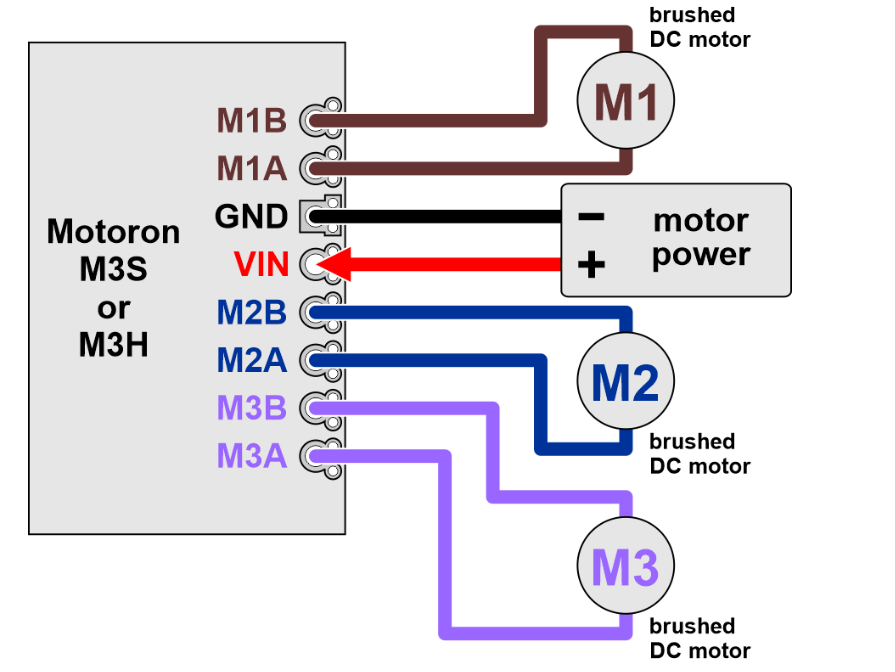 brushed
DC motor
M1
M1B
M1A
GND
VIN
M2B
M2A
M3B
M3A
Motoron
M3S
or
M3H
−
+
motor
power
M2
brushed
DC motor
M3
brushed
DC motor